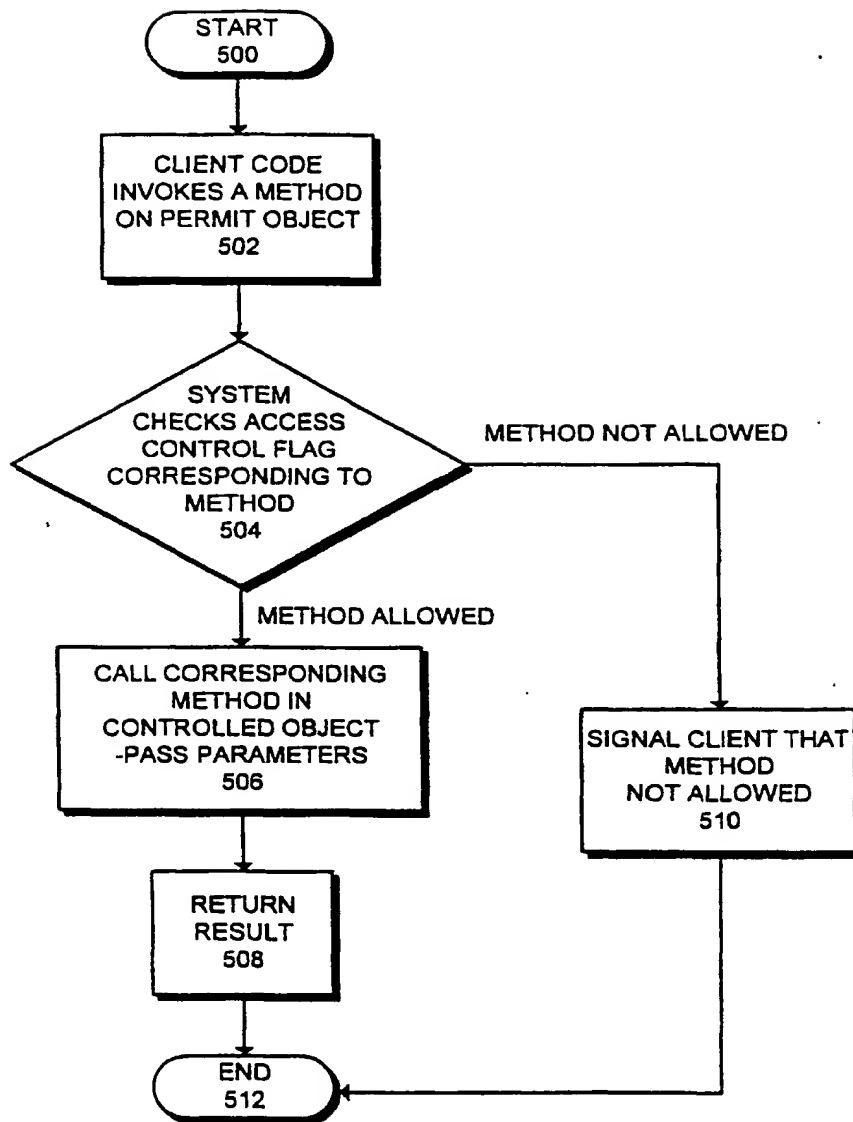 START
500
CLIENT CODE
INVOKES A METHOD
ON PERMIT OBJECT
502
SYSTEM
CHECKS ACCESS
CONTROL FLAG
CORRESPONDING TO
METHOD
504
METHOD NOT ALLOWED
METHOD ALLOWED
CALL CORRESPONDING
METHOD IN
CONTROLLED OBJECT
-PASS PARAMETERS
506
SIGNAL CLIENT THAT
METHOD
NOT ALLOWED
510
RETURN
RESULT
508
END
512